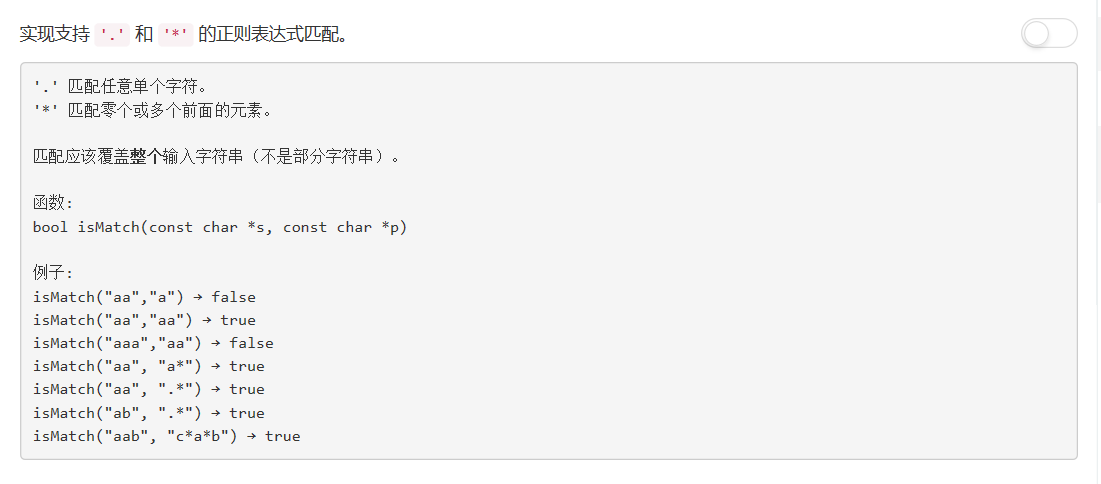 实现支持 '.' 和 '*' 的正则表达式匹配。
'.' 匹配任意单个字符。
'*' 匹配零个或多个前面的元素。
匹配应该覆盖整个输入字符串（不是部分字符串）。
函数:
bool isMatch(const char *s, const char *p)
例子:
isMatch("aa","a") → false
isMatch("aa","aa") → true
isMatch("aaa","aa") → false
isMatch("aa", "a*") → true
isMatch("aa", ".*") → true
isMatch("ab", ".*") → true
isMatch("aab", "c*a*b") → true